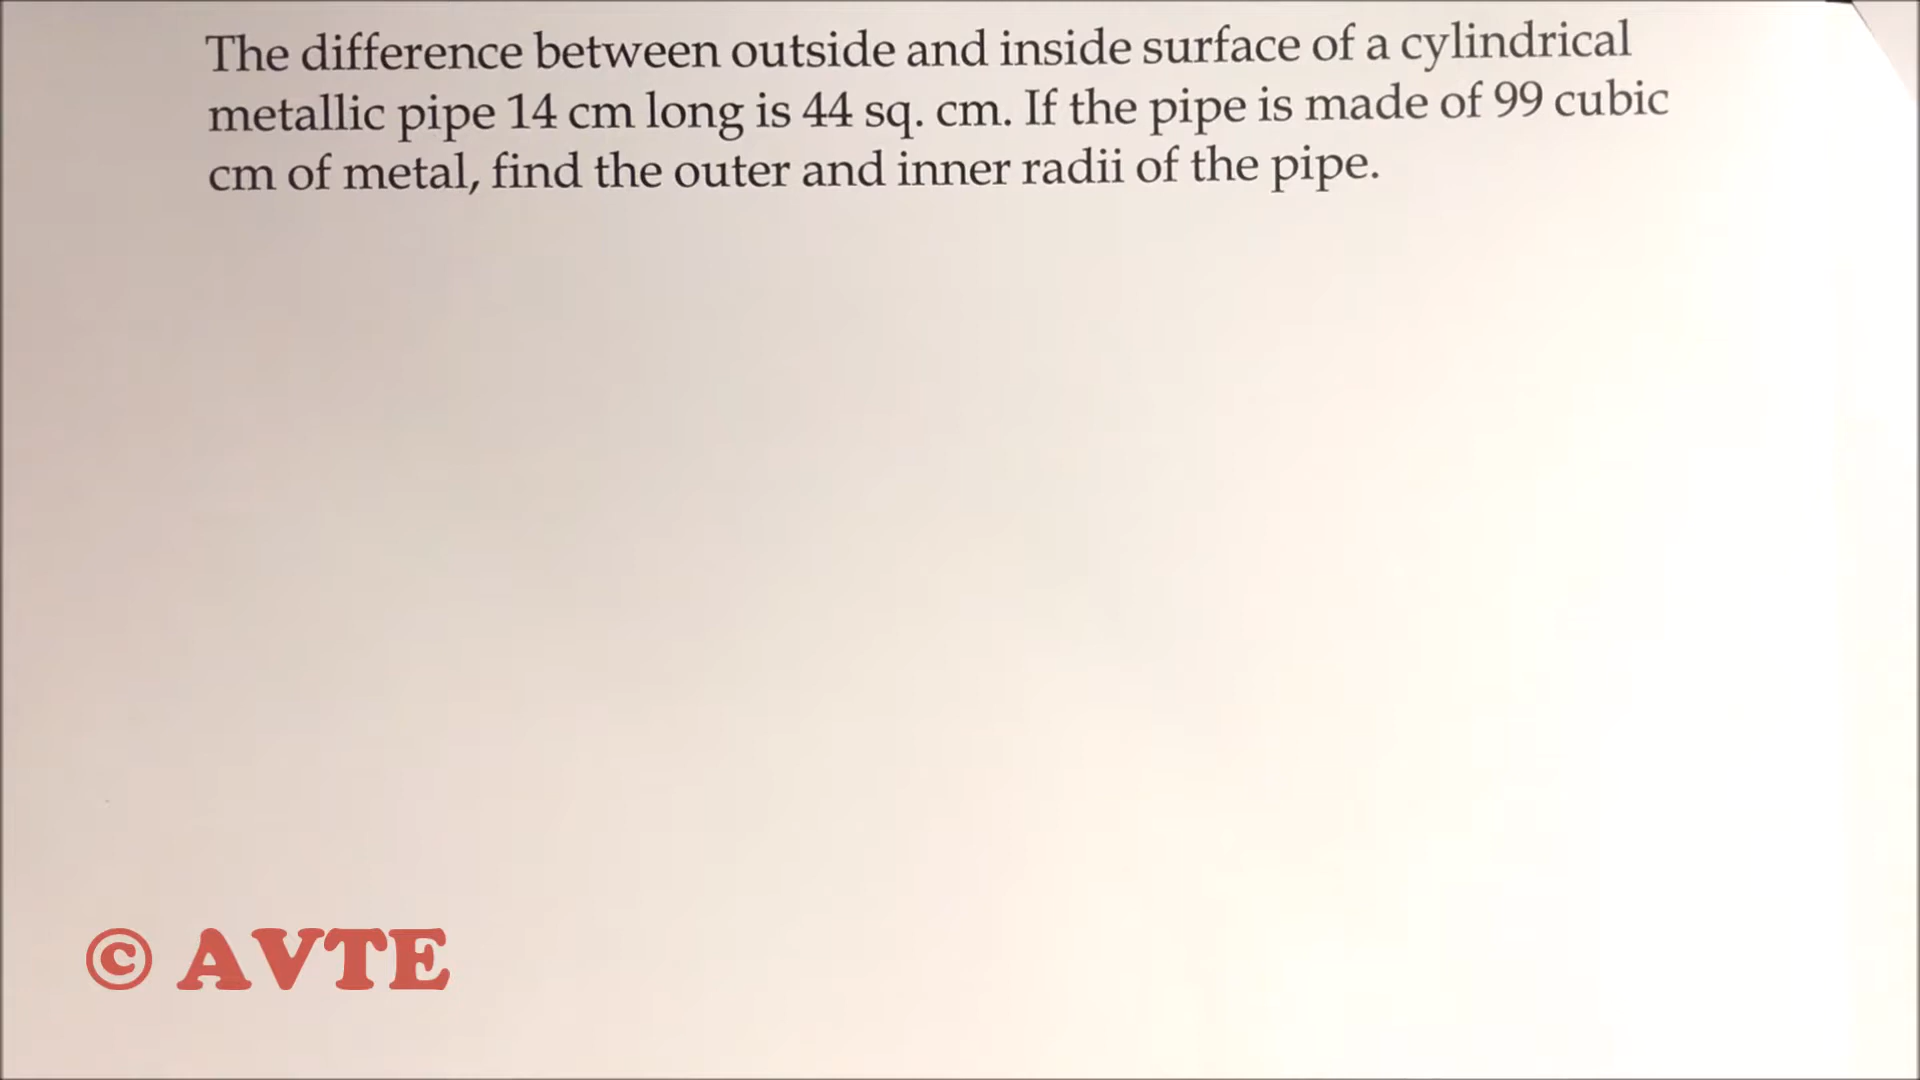 The difference between outside and inside surface of a cylindrical
metallic pipe 14 cm long is 44 sq. cm. If the pipe is made of 99 cubic
cm of metal, find the outer and inner radii of the pipe.
© AVTE